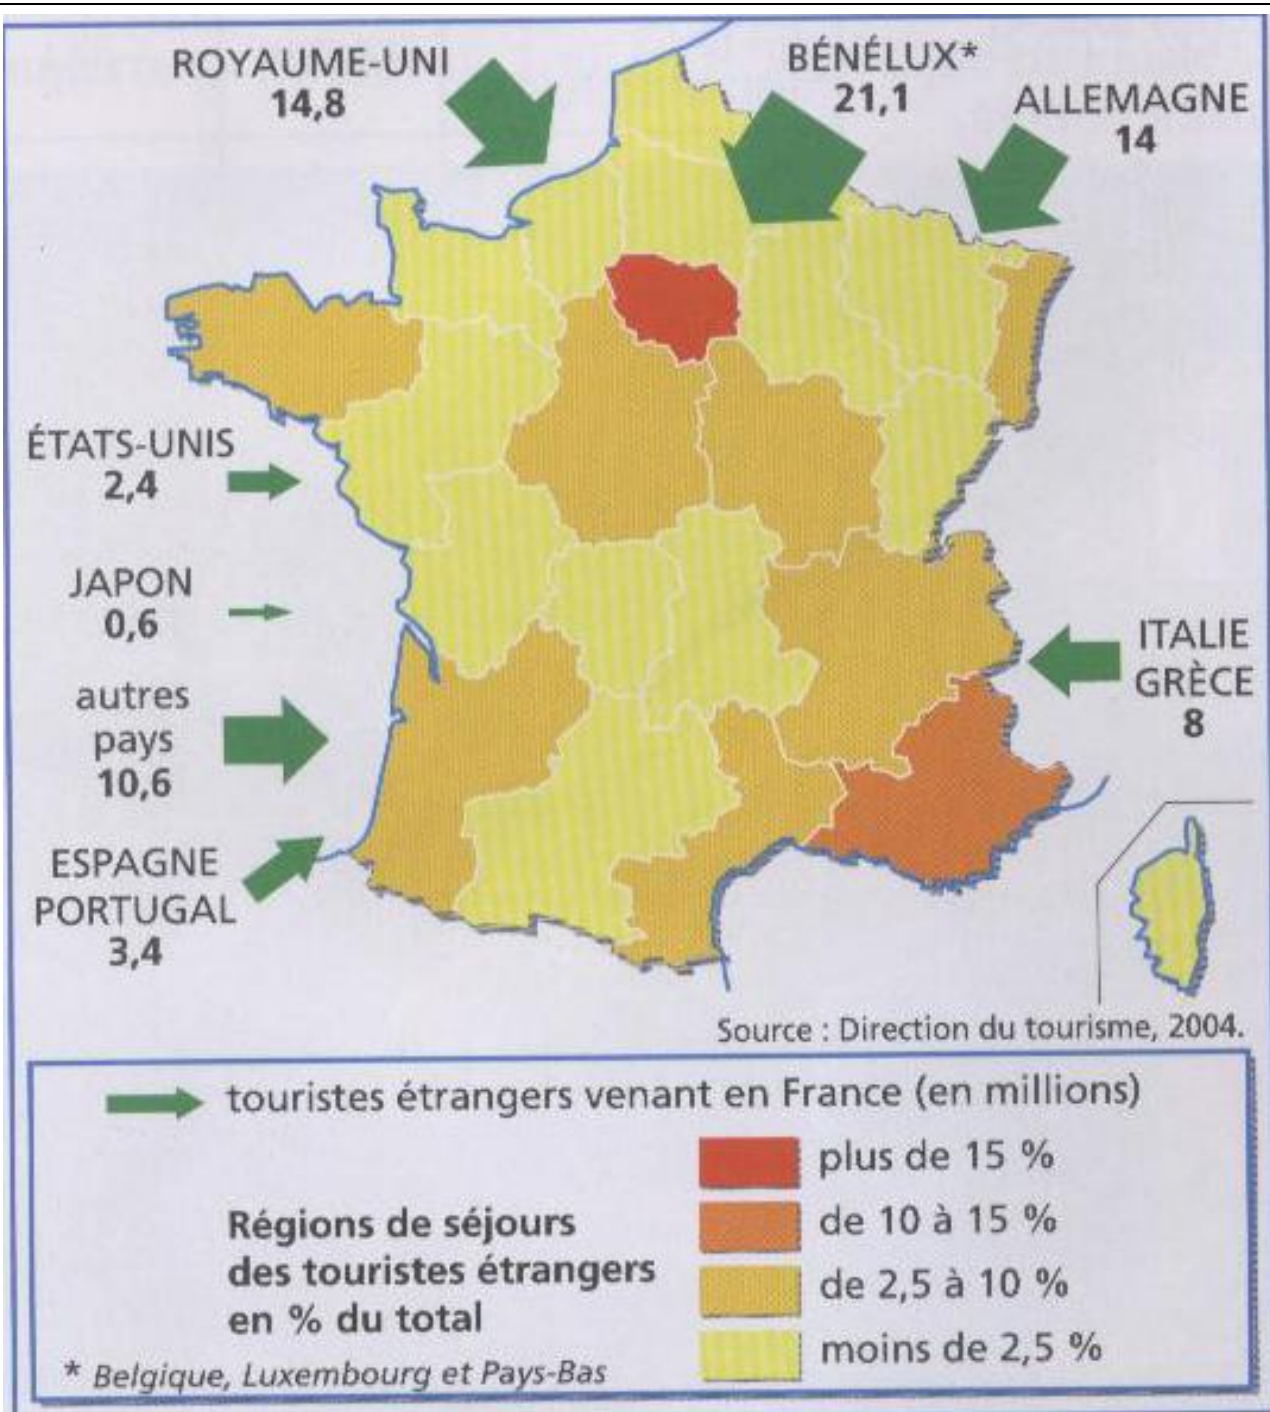 ROYAUME-UNI
14,8
BÉNÉLUX*
21,1
ALLEMAGNE
14
ÉTATS-UNIS
2,4
JAPON
0,6
autres
pays
10,6
ESPAGNE
PORTUGAL
3,4
ITALIE
GRÈCE
8
Source : Direction du tourisme, 2004.
touristes étrangers venant en France (en millions)
Régions de séjours
des touristes étrangers
en % du total
plus de 15 %
de 10 à 15 %
de 2,5 à 10 %
moins de 2,5 %
* Belgique, Luxembourg et Pays-Bas